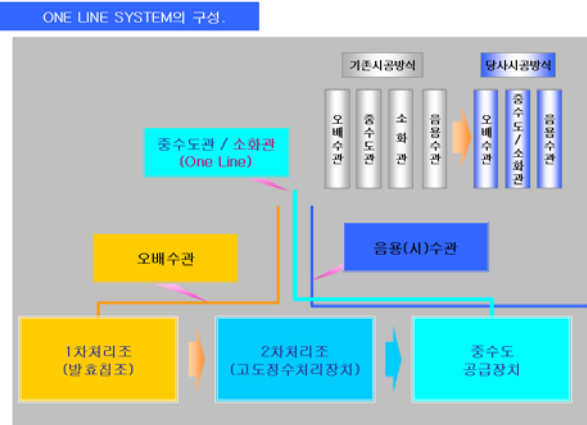 ONE LINE SYSTEM의 구성.
기존시공방식
당사시공방식
오배수관
중수도관
소화관
음용수관
오배수관
중수도/소화관
음용수관
중수도관 / 소화관
(One Line)
오배수관
음용(시)수관
1차처리조
(발효침조)
2차처리조
(고도정수처리장치)
중수도
공급장치